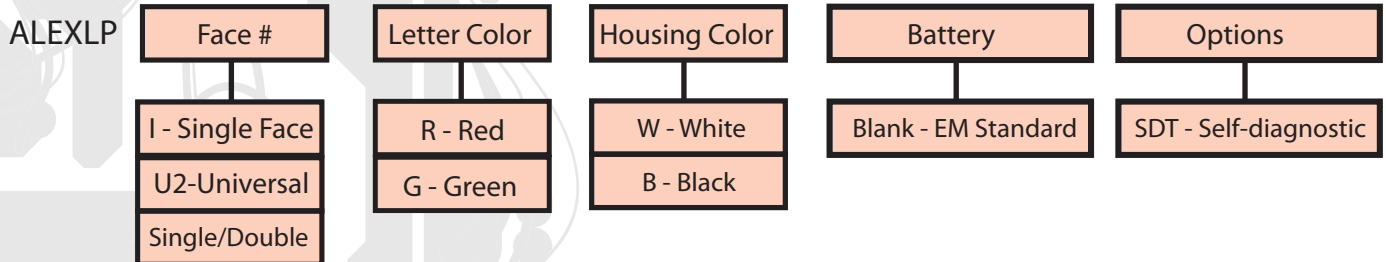 ALEXLP
Face #
Letter Color
Housing Color
Battery
Options
I - Single Face
R - Red
W - White
Blank - EM Standard
SDT - Self-diagnostic
U2-Universal
G - Green
B - Black
Single/Double